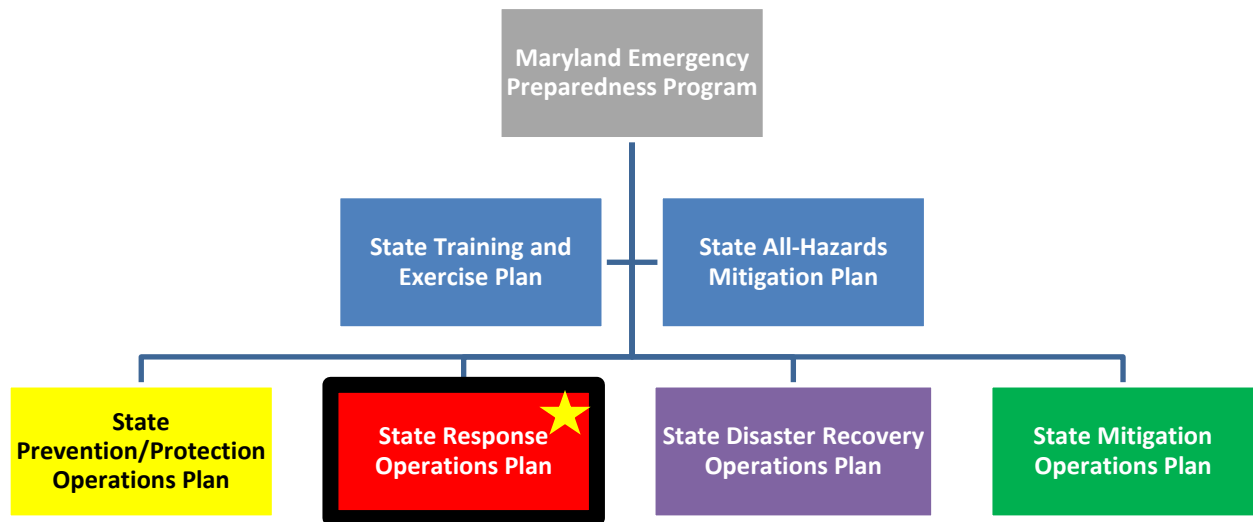 Maryland Emergency
Preparedness Program
State Training and
Exercise Plan
State All-Hazards
Mitigation Plan
State
Prevention/Protection
Operations Plan
State Response
Operations Plan
State Disaster Recovery
Operations Plan
State Mitigation
Operations Plan